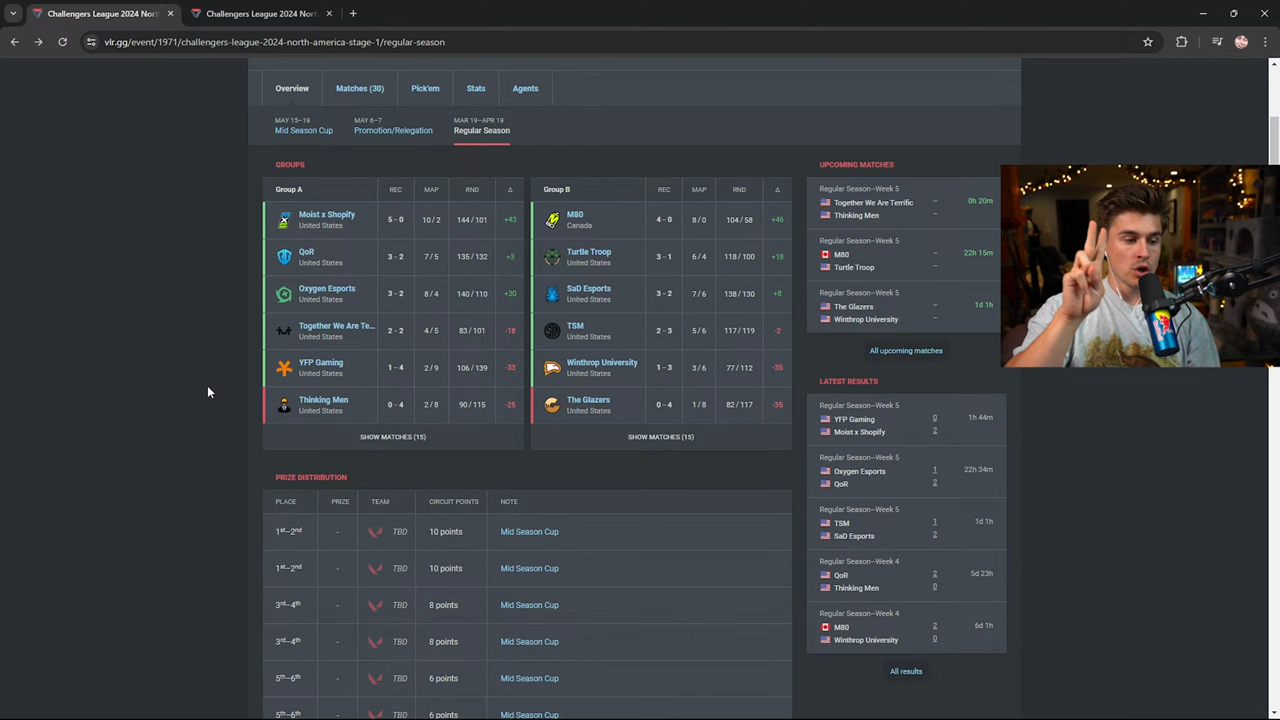 Challengers League 2024 Nort
Challengers League 2024 Nort
vlr.gg/event/1971/challengers-league-2024-north-america-stage-1/regular-season
Overview
Matches (30)
Pick'em
Stats
Agents
MAY 15–19
Mid Season Cup
MAY 6–7
Promotion/Relegation
MAR 19–APR 19
Regular Season
GROUPS
Group A REC MAP RND Δ
Moist x Shopify
United States
5 - 0 10 / 2 144 / 101 +43
QoR
United States
3 - 2 7 / 5 135 / 132 +3
Oxygen Esports
United States
3 - 2 8 / 4 140 / 110 +30
Together We Are Te...
United States
2 - 2 4 / 5 83 / 101 -18
YFP Gaming
United States
1 - 4 2 / 9 106 / 139 -33
Thinking Men
United States
0 - 4 2 / 8 90 / 115 -25
SHOW MATCHES (15)
Group B REC MAP RND Δ
M80
Canada
4 - 0 8 / 0 104 / 58 +46
Turtle Troop
United States
3 - 1 6 / 4 118 / 100 +18
SaD Esports
United States
3 - 2 7 / 6 138 / 130 +8
TSM
United States
2 - 3 5 / 6 117 / 119 -2
Winthrop University
United States
1 - 3 3 / 6 77 / 112 -35
The Glazers
United States
0 - 4 1 / 8 82 / 117 -35
SHOW MATCHES (15)
PRIZE DISTRIBUTION
PLACE PRIZE TEAM CIRCUIT POINTS NOTE
1st–2nd - TBD 10 points Mid Season Cup
1st–2nd - TBD 10 points Mid Season Cup
3rd–4th - TBD 8 points Mid Season Cup
3rd–4th - TBD 8 points Mid Season Cup
5th–6th - TBD 6 points Mid Season Cup
5th–6th - TBD 6 points Mid Season Cup
UPCOMING MATCHES
Regular Season–Week 5
Together We Are Terrific – 0h 20m
Thinking Men –
Regular Season–Week 5
M80 – 22h 15m
Turtle Troop –
Regular Season–Week 5
The Glazers – 1d 1h
Winthrop University –
All upcoming matches
LATEST RESULTS
Regular Season–Week 5
YFP Gaming 0 1h 44m
Moist x Shopify 2
Regular Season–Week 5
Oxygen Esports 1 22h 34m
QoR 2
Regular Season–Week 5
TSM 1 1d 1h
SaD Esports 2
Regular Season–Week 4
QoR 2 5d 23h
Thinking Men 0
Regular Season–Week 4
M80 2 6d 1h
Winthrop University 0
All results